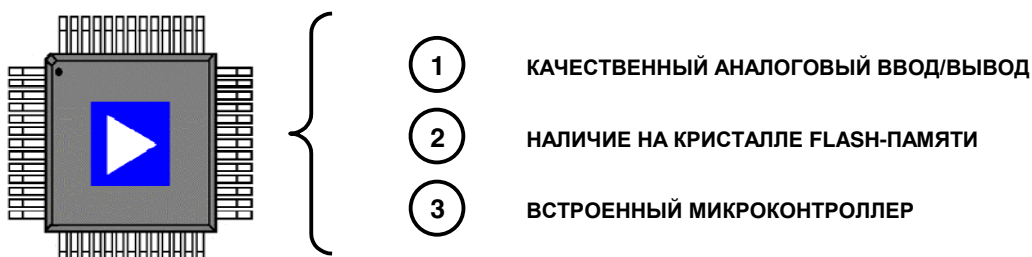 1 КАЧЕСТВЕННЫЙ АНАЛОГОВЫЙ ВВОД/ВЫВОД
2 НАЛИЧИЕ НА КРИСТАЛЛЕ FLASH-ПАМЯТИ
3 ВСТРОЕННЫЙ МИКРОКОНТРОЛЛЕР